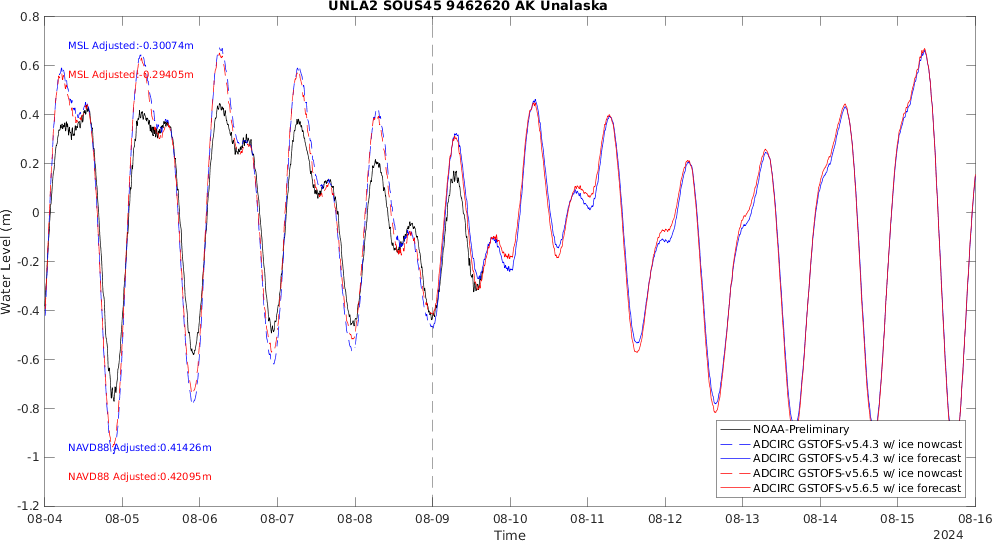 UNLA2 SOUS45 9462620 AK Unalaska
MSL Adjusted:-0.30074m
MSL Adjusted:-0.29405m
NAVD88 Adjusted:0.41426m
NAVD88 Adjusted:0.42095m
Water Level (m)
0.8
0.6
0.4
0.2
0
-0.2
-0.4
-0.6
-0.8
-1
-1.2
NOAA-Preliminary
ADCIRC GSTOFS-v5.4.3 w/ ice nowcast
ADCIRC GSTOFS-v5.4.3 w/ ice forecast
ADCIRC GSTOFS-v5.6.5 w/ ice nowcast
ADCIRC GSTOFS-v5.6.5 w/ ice forecast
08-04 08-05 08-06 08-07 08-08 08-09 08-10 08-11 08-12 08-13 08-14 08-15 08-16
Time
2024